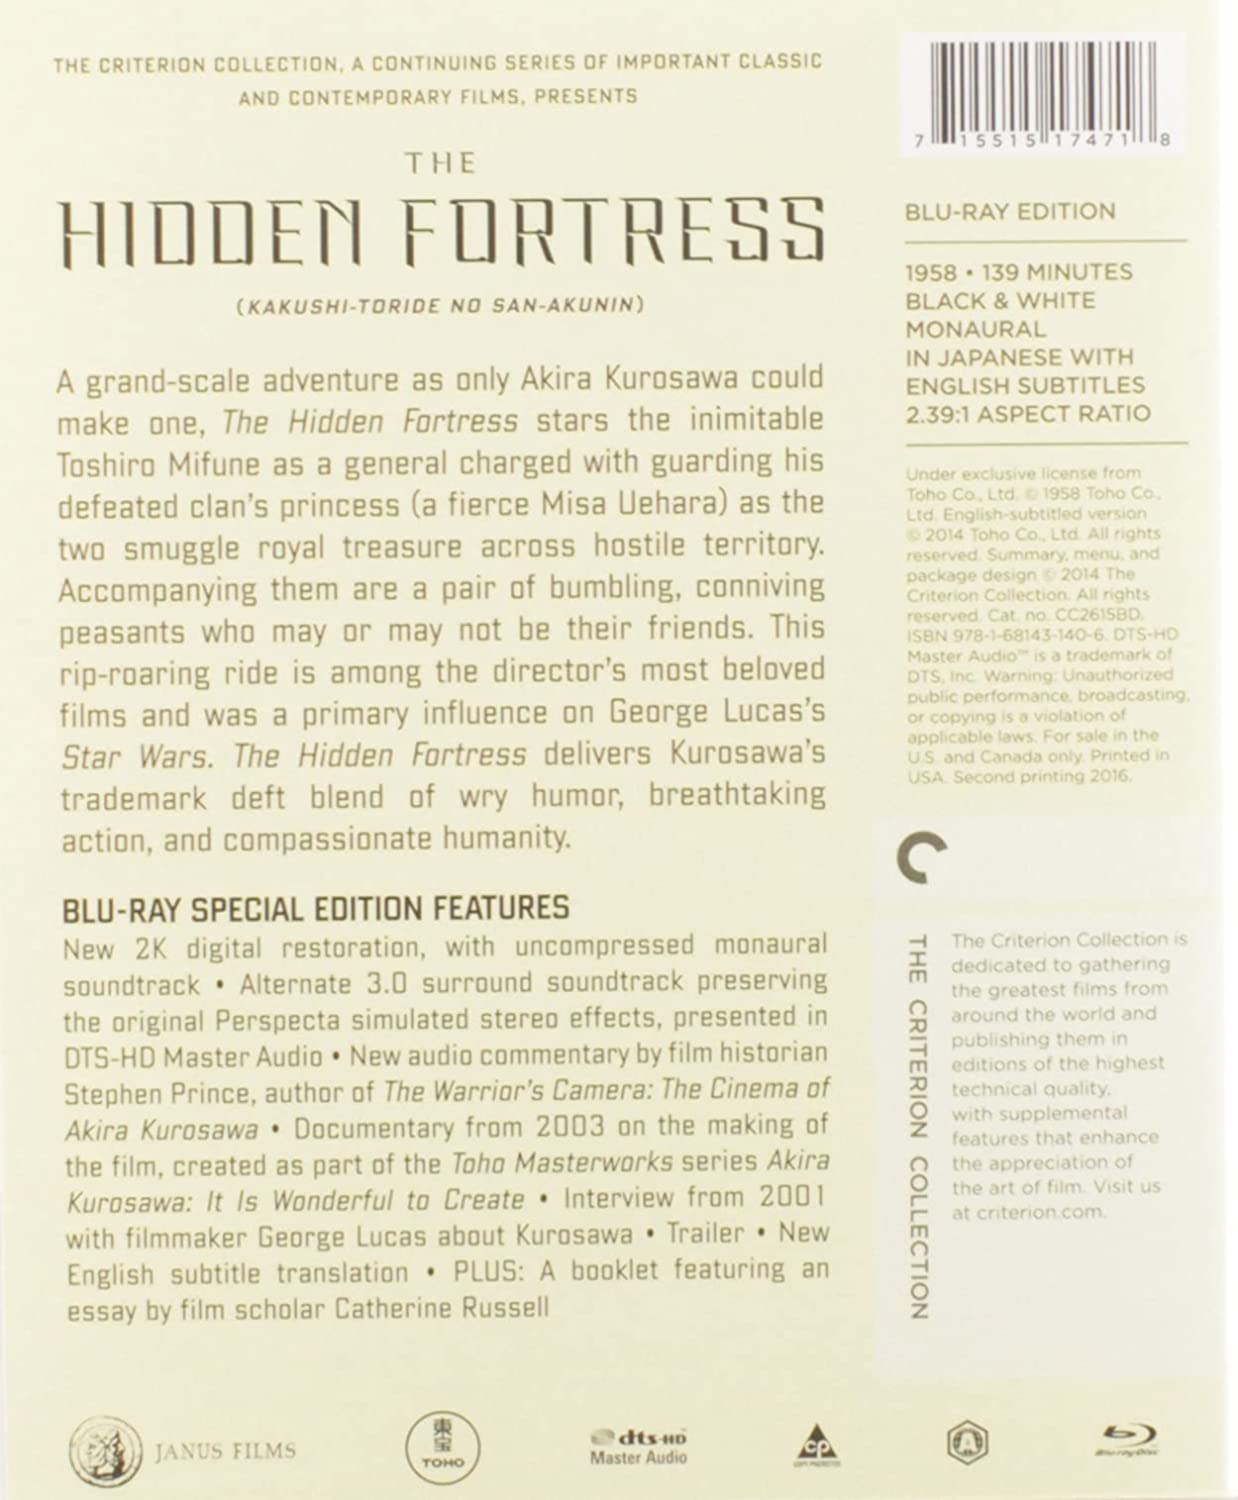 THE CRITERION COLLECTION, A CONTINUING SERIES OF IMPORTANT CLASSIC
AND CONTEMPORARY FILMS, PRESENTS
THE
HIDDEN FORTRESS
(KAKUSHI-TORIDE NO SAN-AKUNIN)
A grand-scale adventure as only Akira Kurosawa could
make one, The Hidden Fortress stars the inimitable
Toshiro Mifune as a general charged with guarding his
defeated clan's princess (a fierce Misa Uehara) as the
two smuggle royal treasure across hostile territory.
Accompanying them are a pair of bumbling, conniving
peasants who may or may not be their friends. This
rip-roaring ride is among the director's most beloved
films and was a primary influence on George Lucas's
Star Wars. The Hidden Fortress delivers Kurosawa's
trademark deft blend of wry humor, breathtaking
action, and compassionate humanity.
BLU-RAY SPECIAL EDITION FEATURES
New 2K digital restoration, with uncompressed monaural
soundtrack • Alternate 3.0 surround soundtrack preserving
the original Perspecta simulated stereo effects, presented in
DTS-HD Master Audio • New audio commentary by film historian
Stephen Prince, author of The Warrior's Camera: The Cinema of
Akira Kurosawa • Documentary from 2003 on the making of
the film, created as part of the Toho Masterworks series Akira
Kurosawa: It Is Wonderful to Create • Interview from 2001
with filmmaker George Lucas about Kurosawa • Trailer • New
English subtitle translation • PLUS: A booklet featuring an
essay by film scholar Catherine Russell
7 15515 17471 8
BLU-RAY EDITION
1958 • 139 MINUTES
BLACK & WHITE
MONAURAL
IN JAPANESE WITH
ENGLISH SUBTITLES
2.39:1 ASPECT RATIO
Under exclusive license from
Toho Co., Ltd. © 1958 Toho Co.,
Ltd. English-subtitled version
© 2014 Toho Co., Ltd. All rights
reserved. Summary, menu, and
package design © 2014 The
Criterion Collection. All rights
reserved. Cat. no. CC2615BD.
ISBN 978-1-68143-140-6. DTS-HD
Master Audio™ is a trademark of
DTS, Inc. Warning: Unauthorized
public performance, broadcasting,
or copying is a violation of
applicable laws. For sale in the
U.S. and Canada only. Printed in
USA. Second printing 2016.
THE CRITERION COLLECTION
The Criterion Collection is
dedicated to gathering
the greatest films from
around the world and
publishing them in
editions of the highest
technical quality,
with supplemental
features that enhance
the appreciation of
the art of film. Visit us
at criterion.com.
JANUS FILMS
東
宝
TOHO
dts-HD
Master Audio
CP
COPY PROTECTED
A
Blu-ray Disc